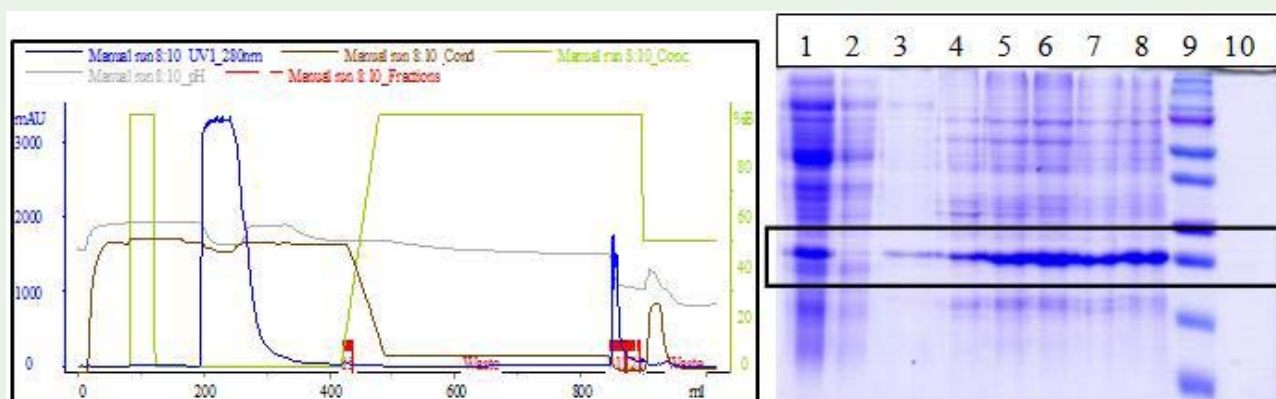 Manual run 8:10_UV1_280nm Manual run 8:10_Cond Manual run 8:10_Conc
Manual run 8:10_pH Manual run 8:10_Fractions
mAU %B
3000
80
2000
60
40
1000
20
0 Waste Waste 0
0 200 400 600 800 ml
1 2 3 4 5 6 7 8 9 10